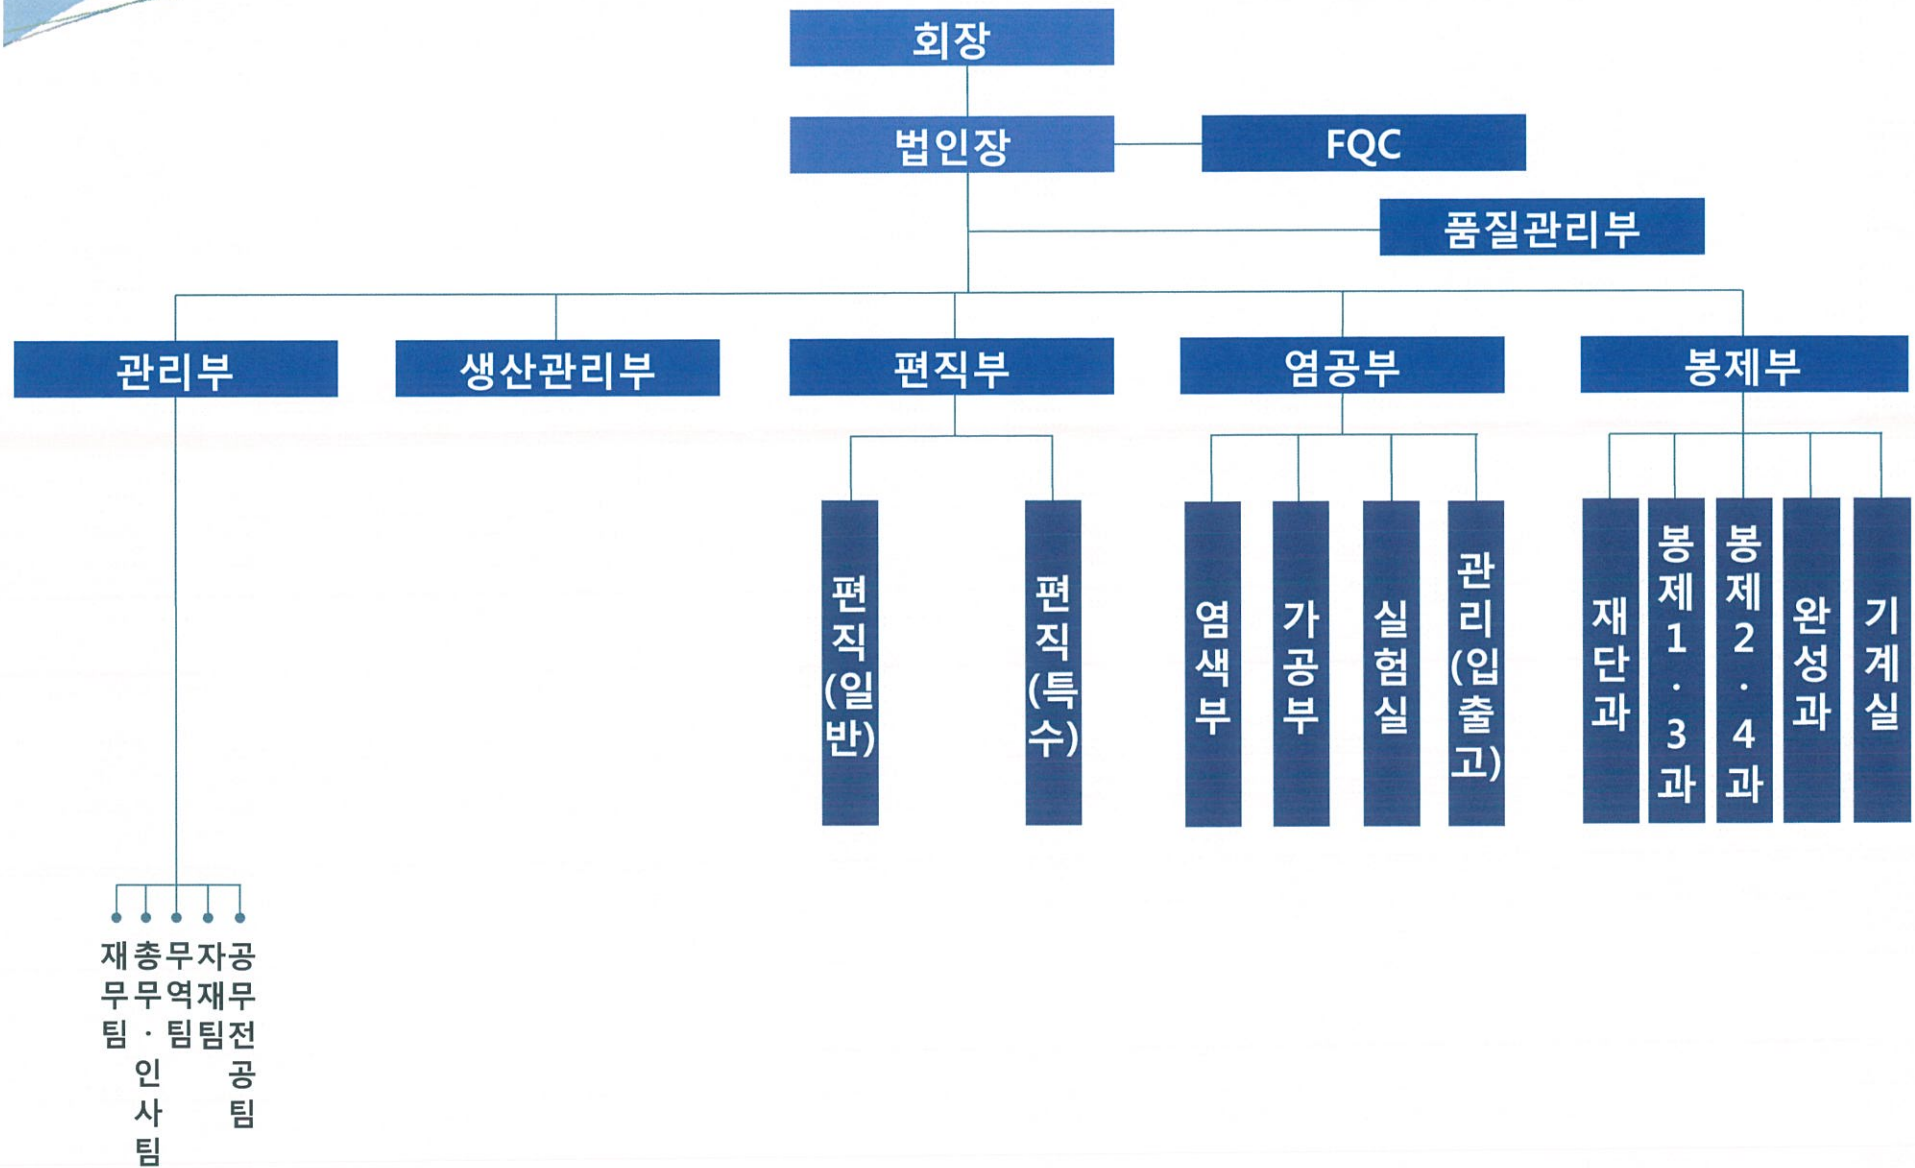 회장
법인장
FQC
품질관리부
관리부
생산관리부
편직부
염공부
봉제부
편직(일반)
편직(특수)
염색부
가공부
실험실
관리(입출고)
재단과
봉제1·3과
봉제2·4과
완성과
기계실
재무팀
총무·인사팀
무역팀
자재팀
공무전공팀